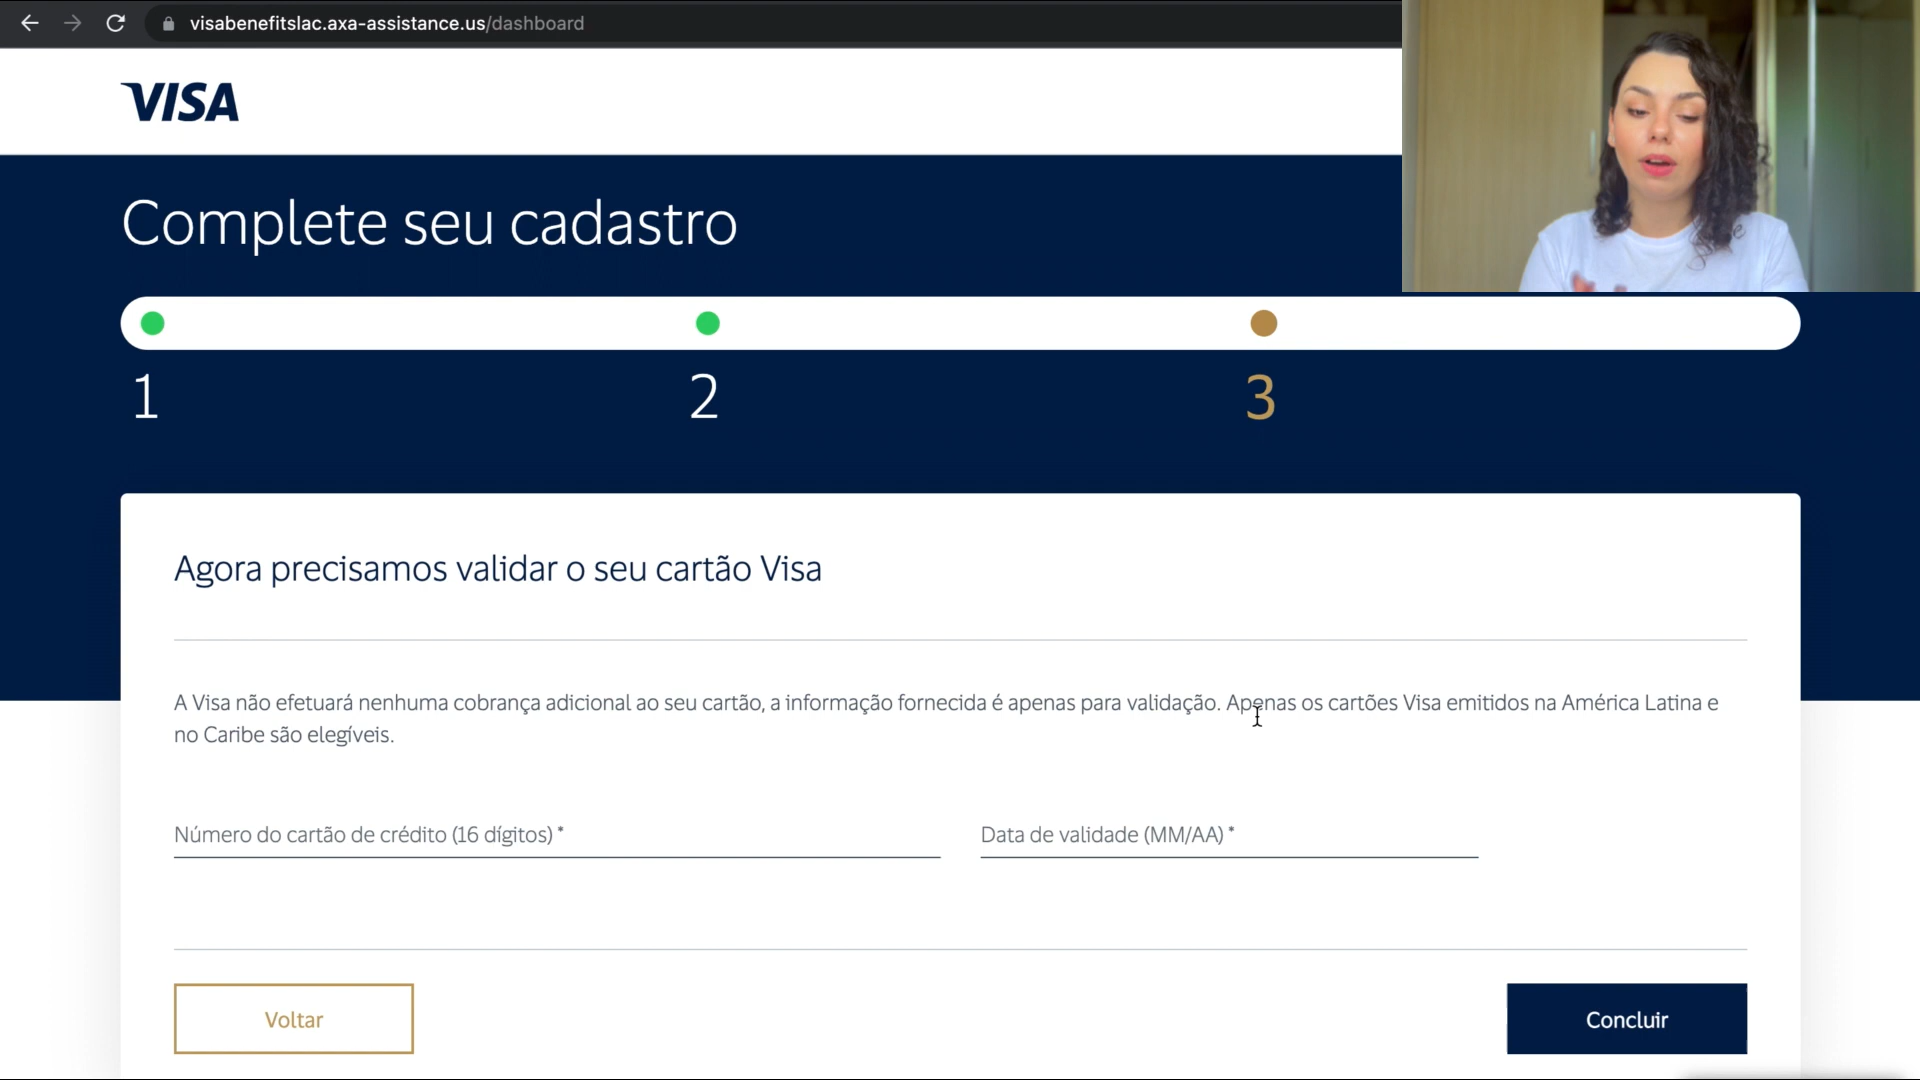 visabenefitslac.axa-assistance.us/dashboard
VISA
Complete seu cadastro
1
2
3
Agora precisamos validar o seu cartão Visa
A Visa não efetuará nenhuma cobrança adicional ao seu cartão, a informação fornecida é apenas para validação. Apenas os cartões Visa emitidos na América Latina e
no Caribe são elegíveis.
Número do cartão de crédito (16 dígitos) *
Data de validade (MM/AA) *
Voltar
Concluir